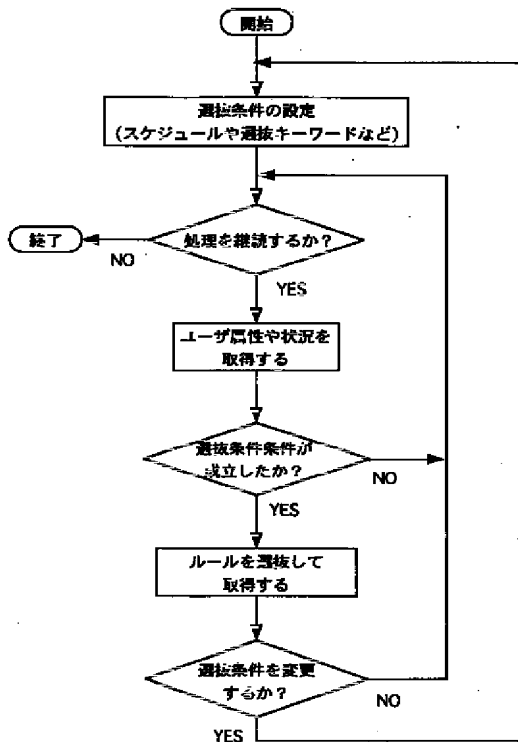 開始
選抜条件の設定
（スケジュールや選抜キーワードなど）
処理を継続するか？
終了
NO
YES
ユーザ属性や状況を
取得する
選抜条件条件が
成立したか？
NO
YES
ルールを選抜して
取得する
選抜条件を変更
するか？
NO
YES